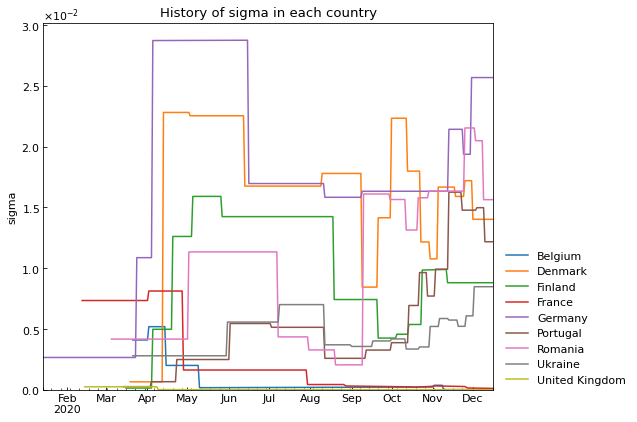 History of sigma in each country
×10⁻²
3.0
2.5
2.0
1.5
1.0
0.5
0.0
sigma
Feb Mar Apr May Jun Jul Aug Sep Oct Nov Dec
2020
Belgium
Denmark
Finland
France
Germany
Portugal
Romania
Ukraine
United Kingdom